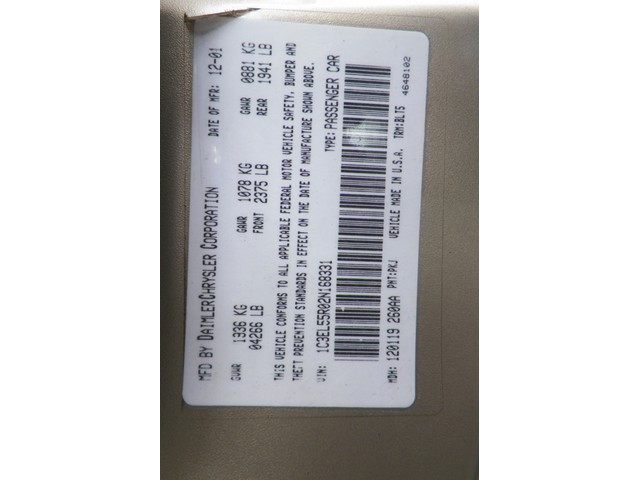 MFD BY DAIMLERCHRYSLER CORPORATION DATE OF MFR: 12-01
GVWR 1936 KG 04266 LB GAWR FRONT 1078 KG 2375 LB GAWR REAR 0881 KG 1941 LB
THIS VEHICLE CONFORMS TO ALL APPLICABLE FEDERAL MOTOR VEHICLE SAFETY, BUMPER AND
THEFT PREVENTION STANDARDS IN EFFECT ON THE DATE OF MANUFACTURE SHOWN ABOVE.
VIN: 1C3EL55R02N168331 TYPE: PASSENGER CAR
MDH: 120119 260AA PNT:PKJ VEHICLE MADE IN U.S.A. TRM:BLT5
4648102